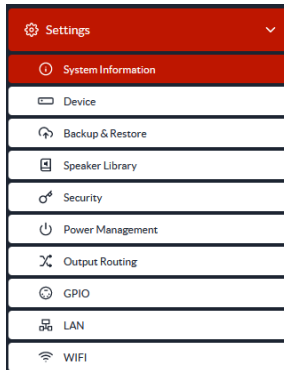 Settings
System Information
Device
Backup & Restore
Speaker Library
Security
Power Management
Output Routing
GPIO
LAN
WIFI